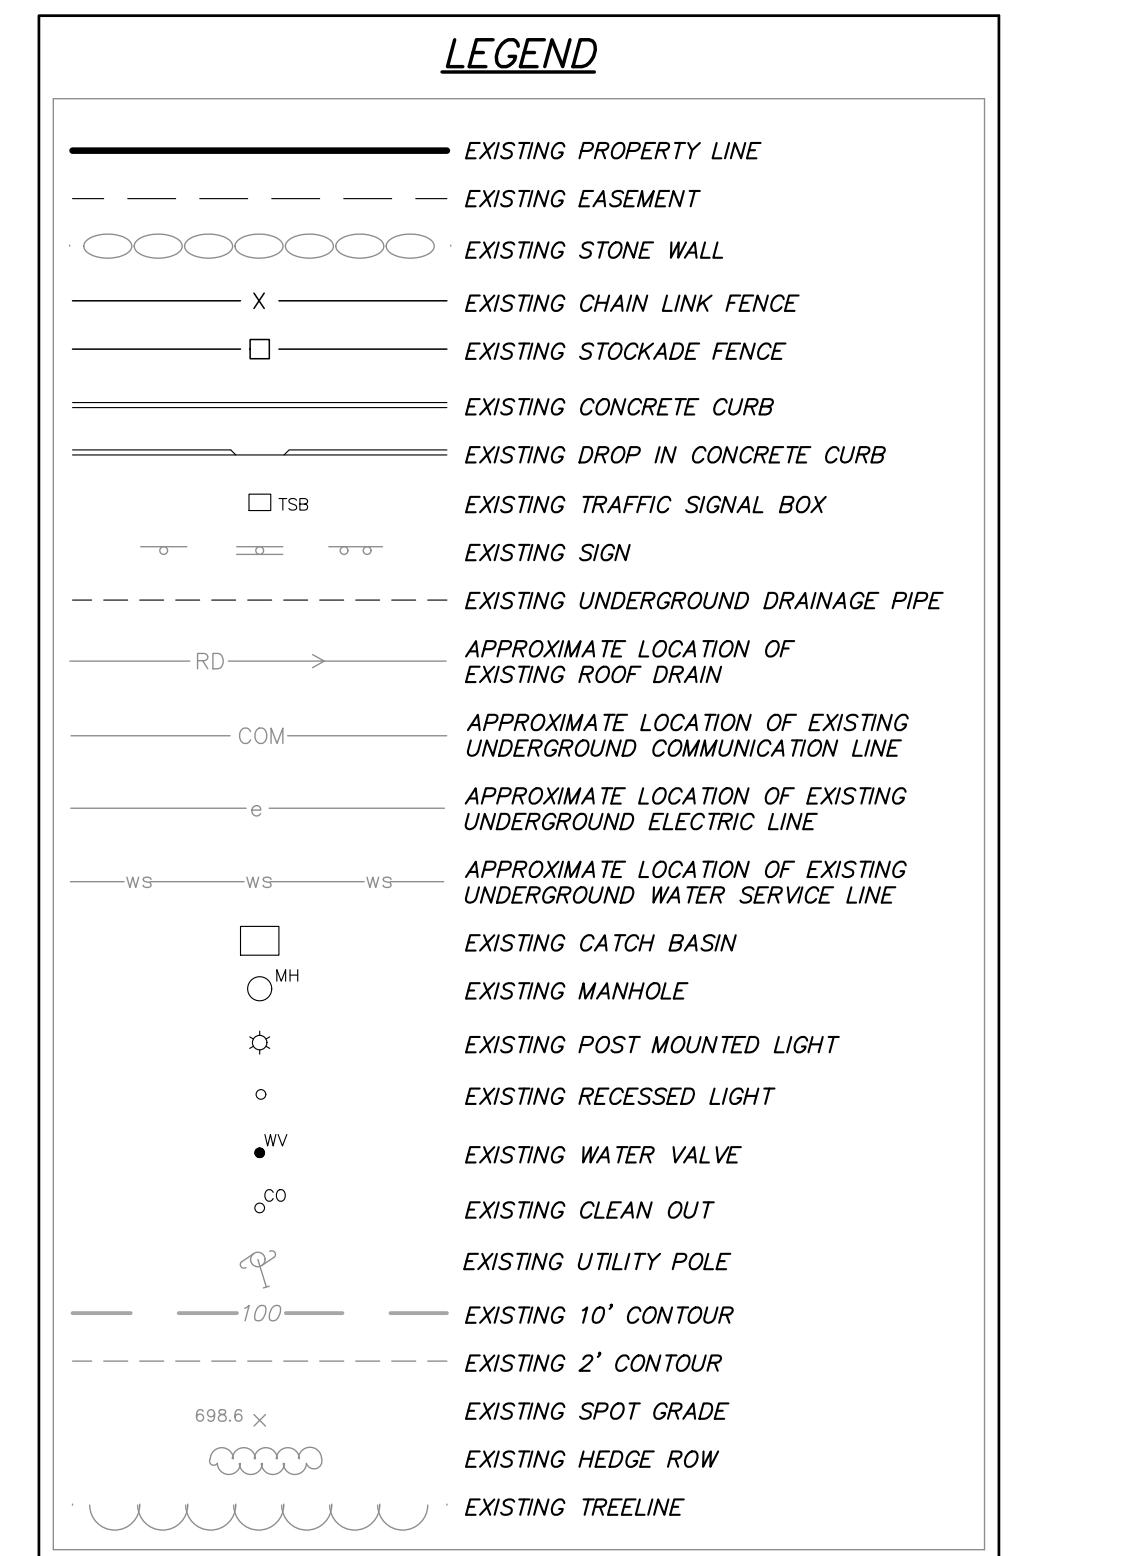 LEGEND
EXISTING PROPERTY LINE
EXISTING EASEMENT
EXISTING STONE WALL
X EXISTING CHAIN LINK FENCE
EXISTING STOCKADE FENCE
EXISTING CONCRETE CURB
EXISTING DROP IN CONCRETE CURB
TSB EXISTING TRAFFIC SIGNAL BOX
EXISTING SIGN
EXISTING UNDERGROUND DRAINAGE PIPE
RD APPROXIMATE LOCATION OF
EXISTING ROOF DRAIN
COM APPROXIMATE LOCATION OF EXISTING
UNDERGROUND COMMUNICATION LINE
e APPROXIMATE LOCATION OF EXISTING
UNDERGROUND ELECTRIC LINE
WS WS WS APPROXIMATE LOCATION OF EXISTING
UNDERGROUND WATER SERVICE LINE
EXISTING CATCH BASIN
MH EXISTING MANHOLE
EXISTING POST MOUNTED LIGHT
EXISTING RECESSED LIGHT
WV EXISTING WATER VALVE
CO EXISTING CLEAN OUT
EXISTING UTILITY POLE
100 EXISTING 10' CONTOUR
EXISTING 2' CONTOUR
698.6 × EXISTING SPOT GRADE
EXISTING HEDGE ROW
EXISTING TREELINE